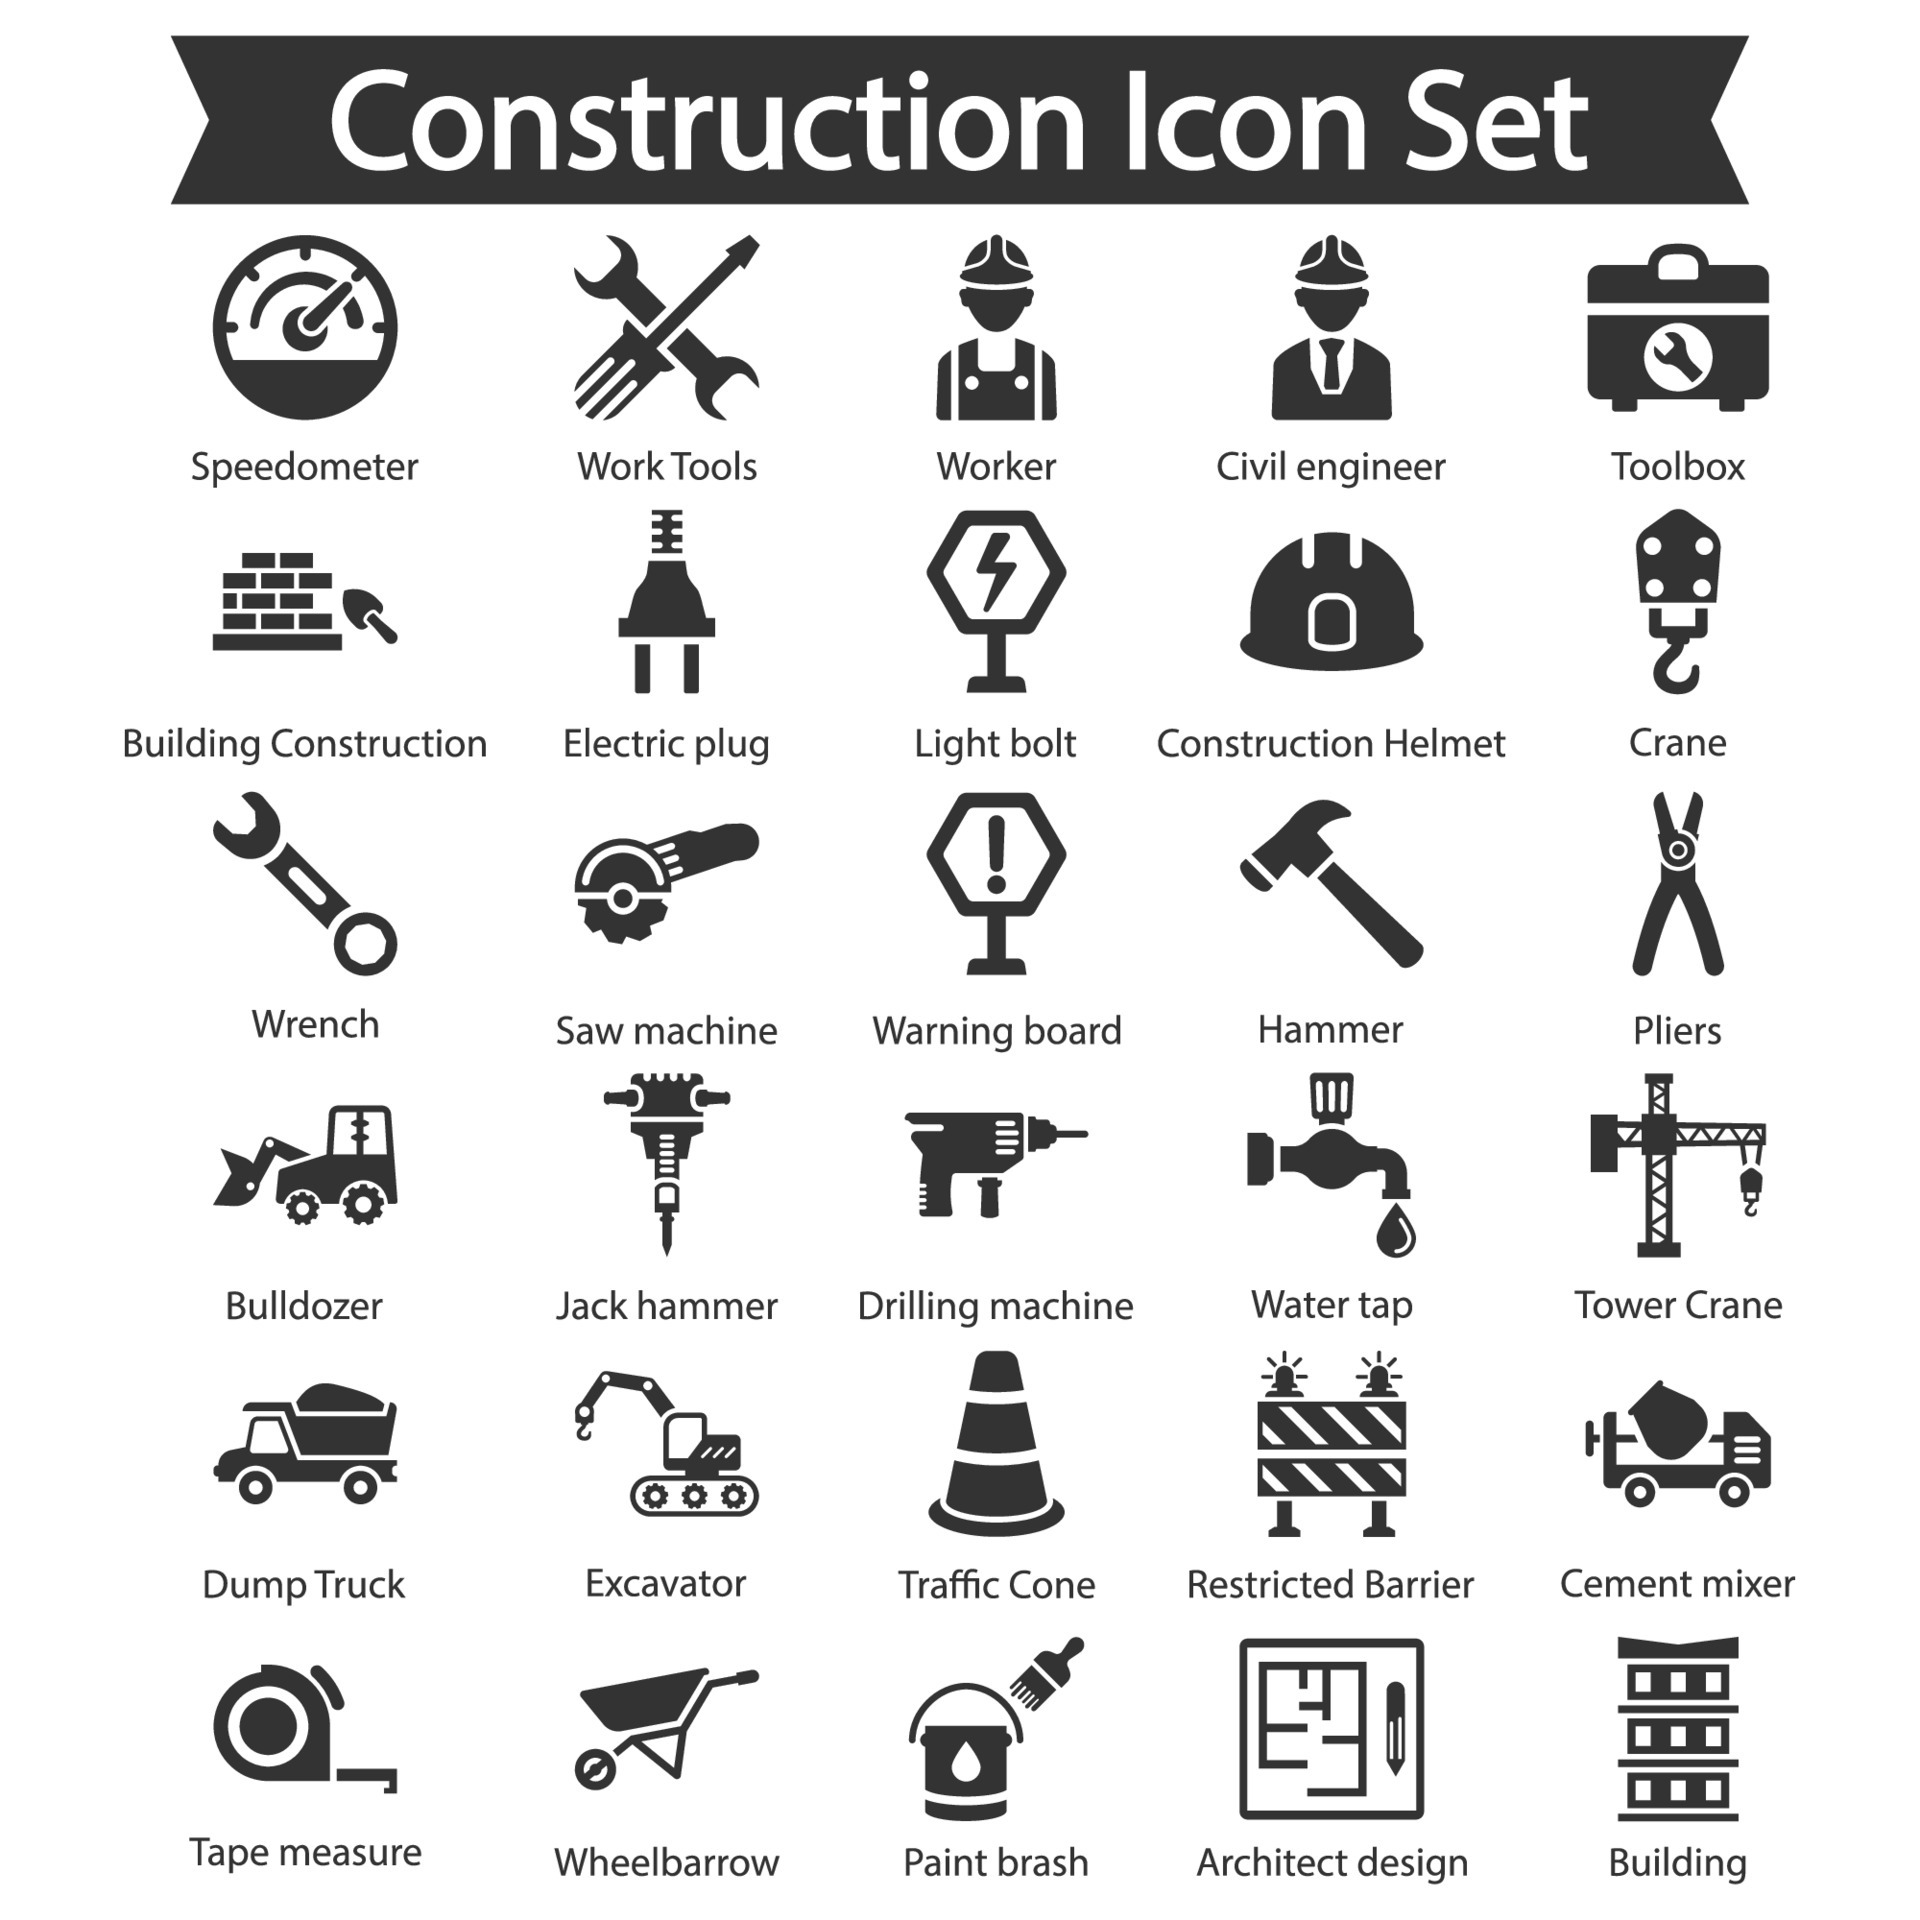 Construction Icon Set
Speedometer
Work Tools
Worker
Civil engineer
Toolbox
Building Construction
Electric plug
Light bolt
Construction Helmet
Crane
Wrench
Saw machine
Warning board
Hammer
Pliers
Bulldozer
Jack hammer
Drilling machine
Water tap
Tower Crane
Dump Truck
Excavator
Traffic Cone
Restricted Barrier
Cement mixer
Tape measure
Wheelbarrow
Paint brash
Architect design
Building